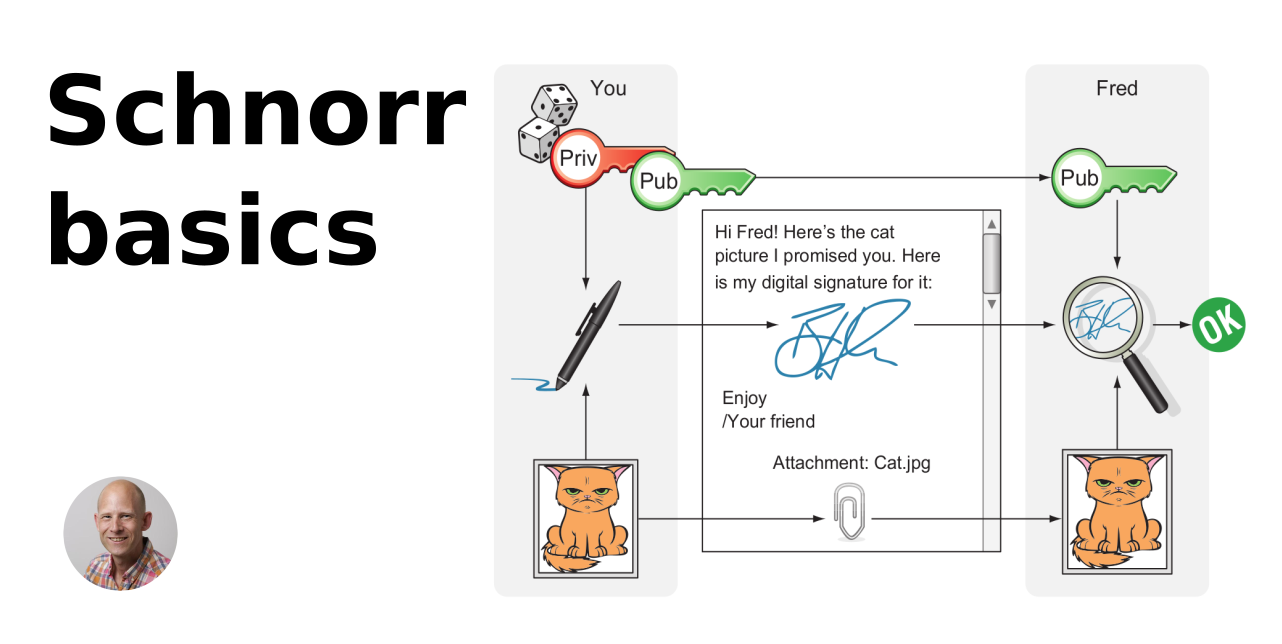 Schnorr
basics
You
Fred
Priv
Pub
Pub
Hi Fred! Here’s the cat
picture I promised you. Here
is my digital signature for it:
OK
Enjoy
/Your friend
Attachment: Cat.jpg